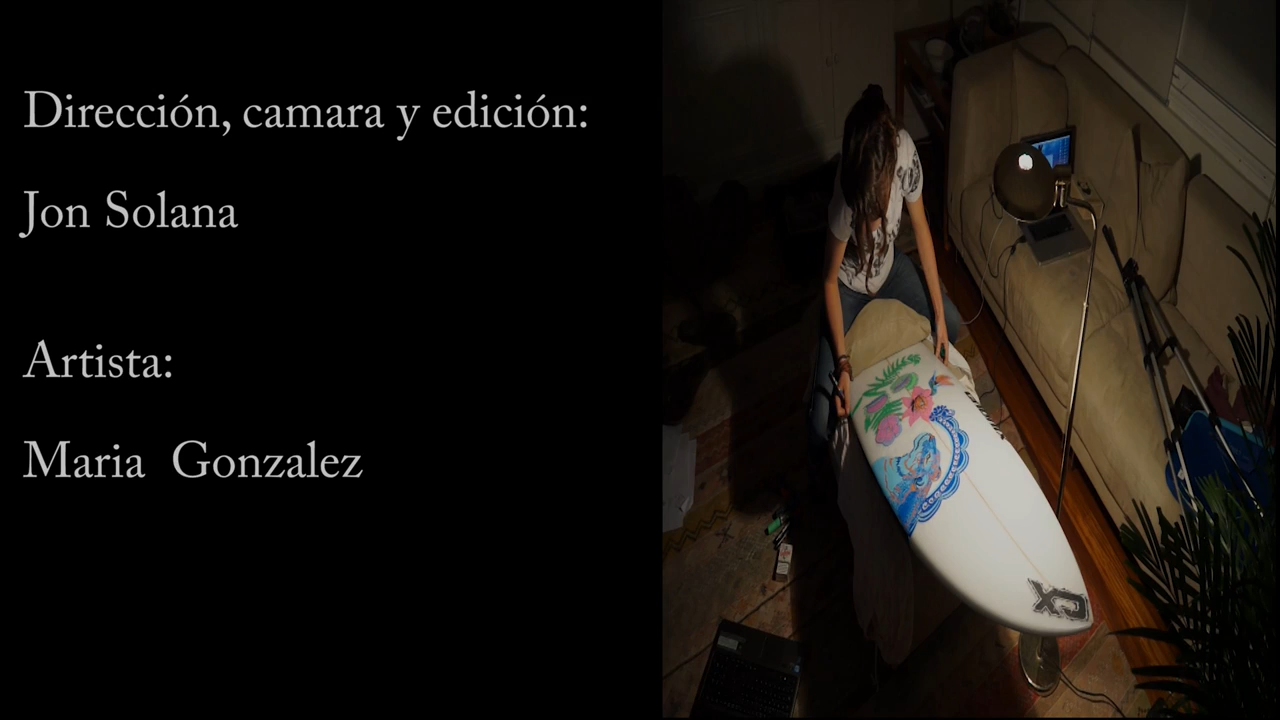 Dirección, camara y edición:
Jon Solana
Artista:
Maria Gonzalez